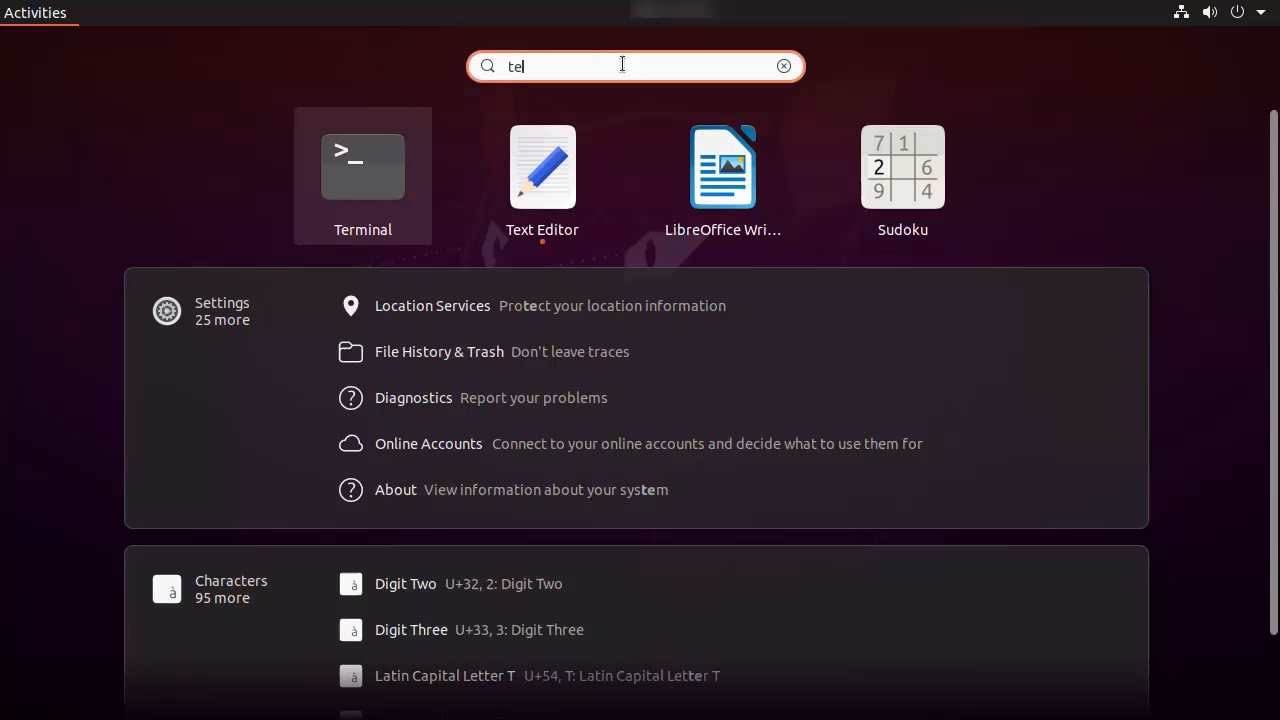 Activities
te
Terminal
Text Editor
LibreOffice Wri...
Sudoku
Settings
25 more
Location Services Protect your location information
File History & Trash Don't leave traces
Diagnostics Report your problems
Online Accounts Connect to your online accounts and decide what to use them for
About View information about your system
Characters
95 more
Digit Two U+32, 2: Digit Two
Digit Three U+33, 3: Digit Three
Latin Capital Letter T U+54, T: Latin Capital Letter T